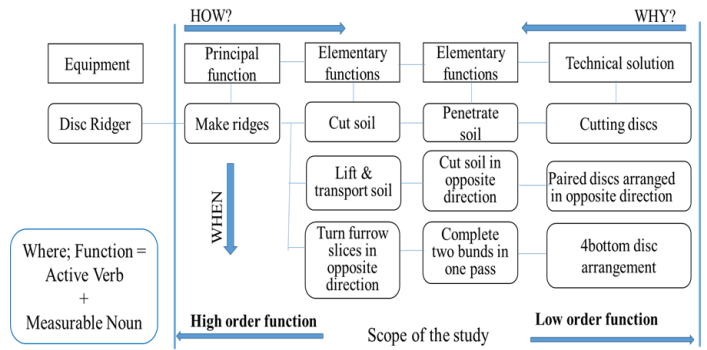 HOW?
WHY?
Equipment
Principal
function
Elementary
functions
Elementary
functions
Technical solution
Disc Ridger
Make ridges
Cut soil
Penetrate
soil
Cutting discs
WHEN
Lift &
transport soil
Cut soil in
opposite
direction
Paired discs arranged
in opposite direction
Turn furrow
slices in
opposite
direction
Complete
two bunds in
one pass
4bottom disc
arrangement
Where; Function =
Active Verb
+
Measurable Noun
High order function
Scope of the study
Low order function